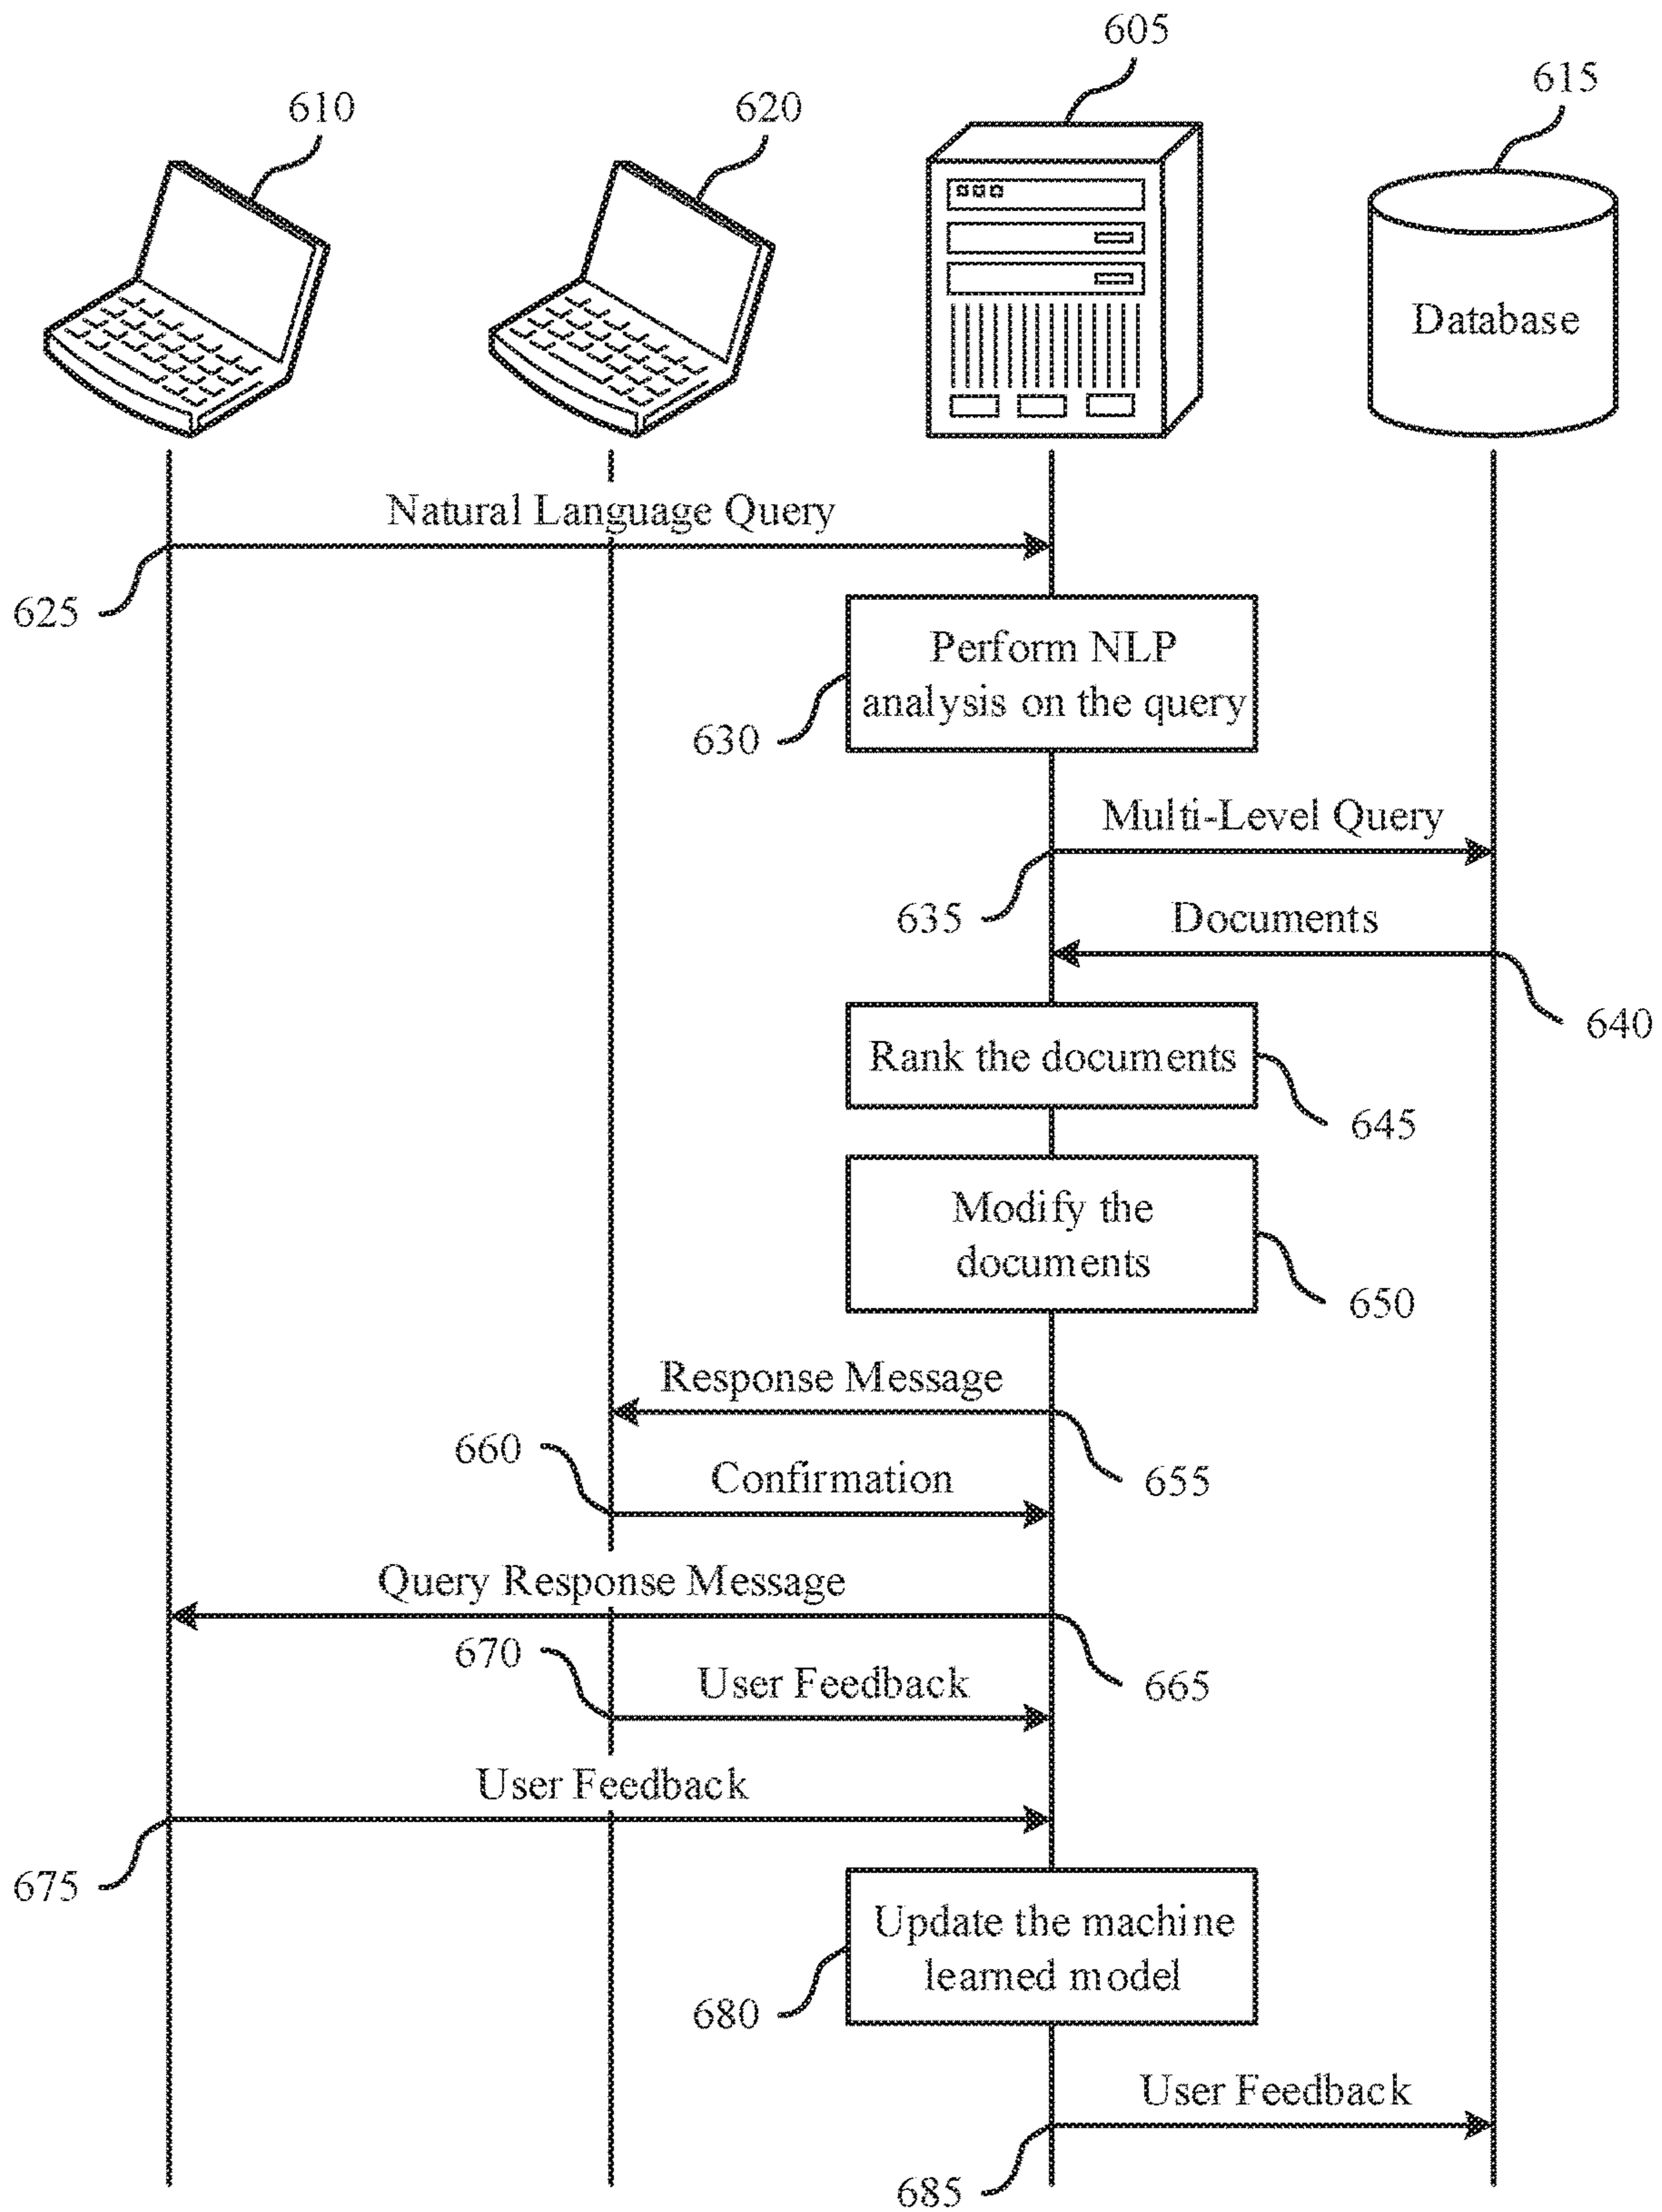 605
615
610
620
Database
Natural Language Query
625
Perform NLP
analysis on the query
630
Multi-Level Query
635
Documents
640
Rank the documents
645
Modify the
documents
650
Response Message
660
655
Confirmation
Query Response Message
670
665
User Feedback
User Feedback
675
Update the machine
learned model
680
User Feedback
685